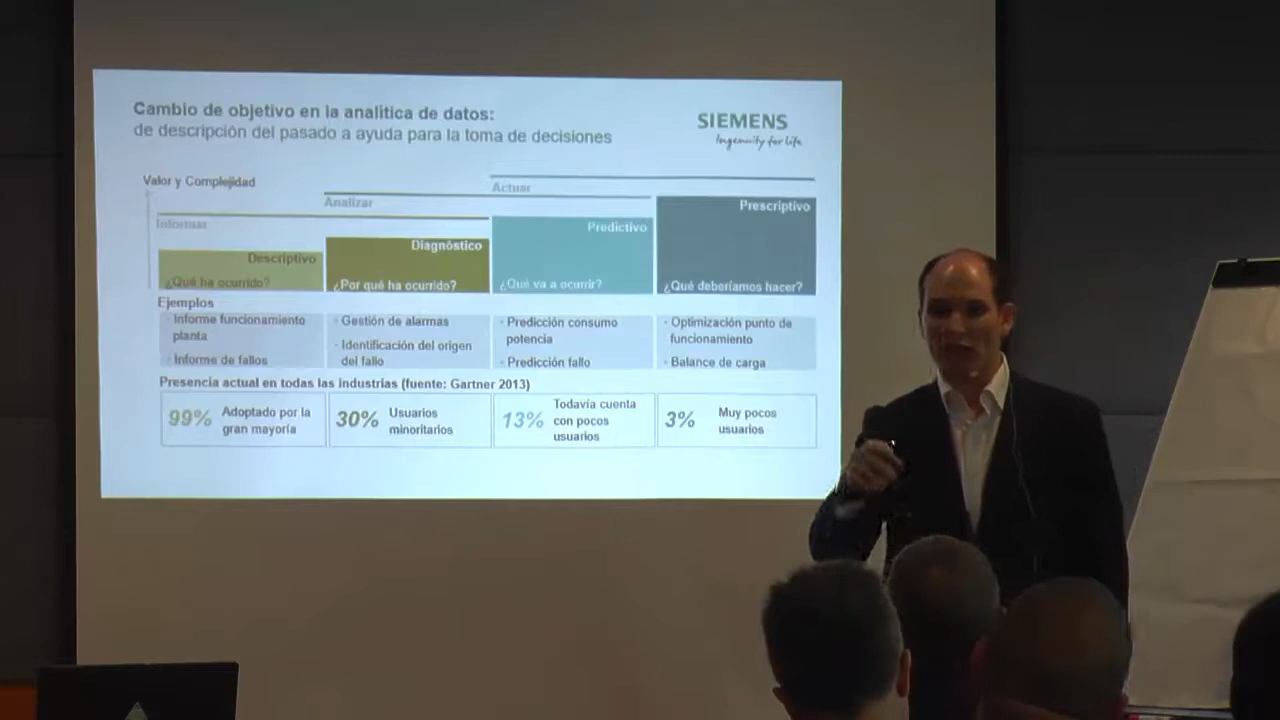 Cambio de objetivo en la analítica de datos:
de descripción del pasado a ayuda para la toma de decisiones
SIEMENS
Ingenuity for life
Valor y Complejidad
Actuar
Analizar
Informar
Prescriptivo
Predictivo
Diagnóstico
Descriptivo
¿Qué ha ocurrido?
¿Por qué ha ocurrido?
¿Qué va a ocurrir?
¿Qué deberíamos hacer?
Ejemplos
- Informe funcionamiento
planta
- Informe de fallos
- Gestión de alarmas
- Identificación del origen
del fallo
- Predicción consumo
potencia
- Predicción fallo
- Optimización punto de
funcionamiento
- Balance de carga
Presencia actual en todas las industrias (fuente: Gartner 2013)
99%
Adoptado por la
gran mayoría
30%
Usuarios
minoritarios
13%
Todavía cuenta
con pocos
usuarios
3%
Muy pocos
usuarios